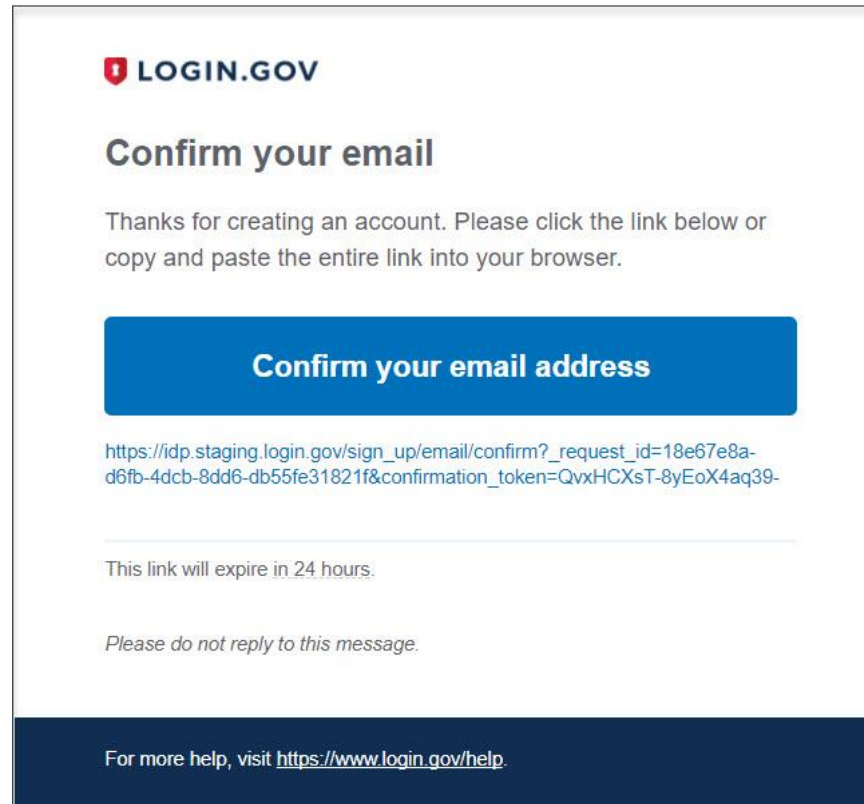 LOGIN.GOV
Confirm your email
Thanks for creating an account. Please click the link below or
copy and paste the entire link into your browser.
Confirm your email address
https://idp.staging.login.gov/sign_up/email/confirm?_request_id=18e67e8a-
d6fb-4dcb-8dd6-db55fe31821f&confirmation_token=QvxHCXsT-8yEoX4aq39-
This link will expire in 24 hours.
Please do not reply to this message.
For more help, visit https://www.login.gov/help.